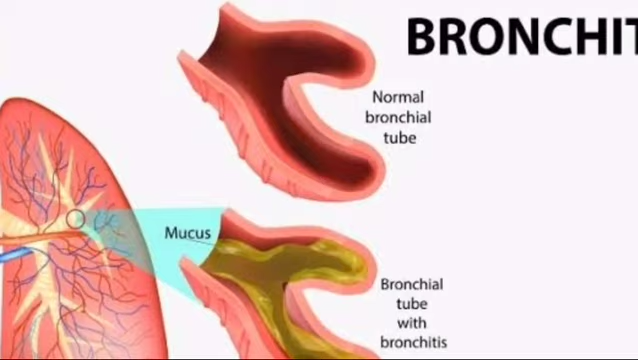 BRONCHIT
Normal
bronchial
tube
Mucus
Bronchial
tube
with
bronchitis